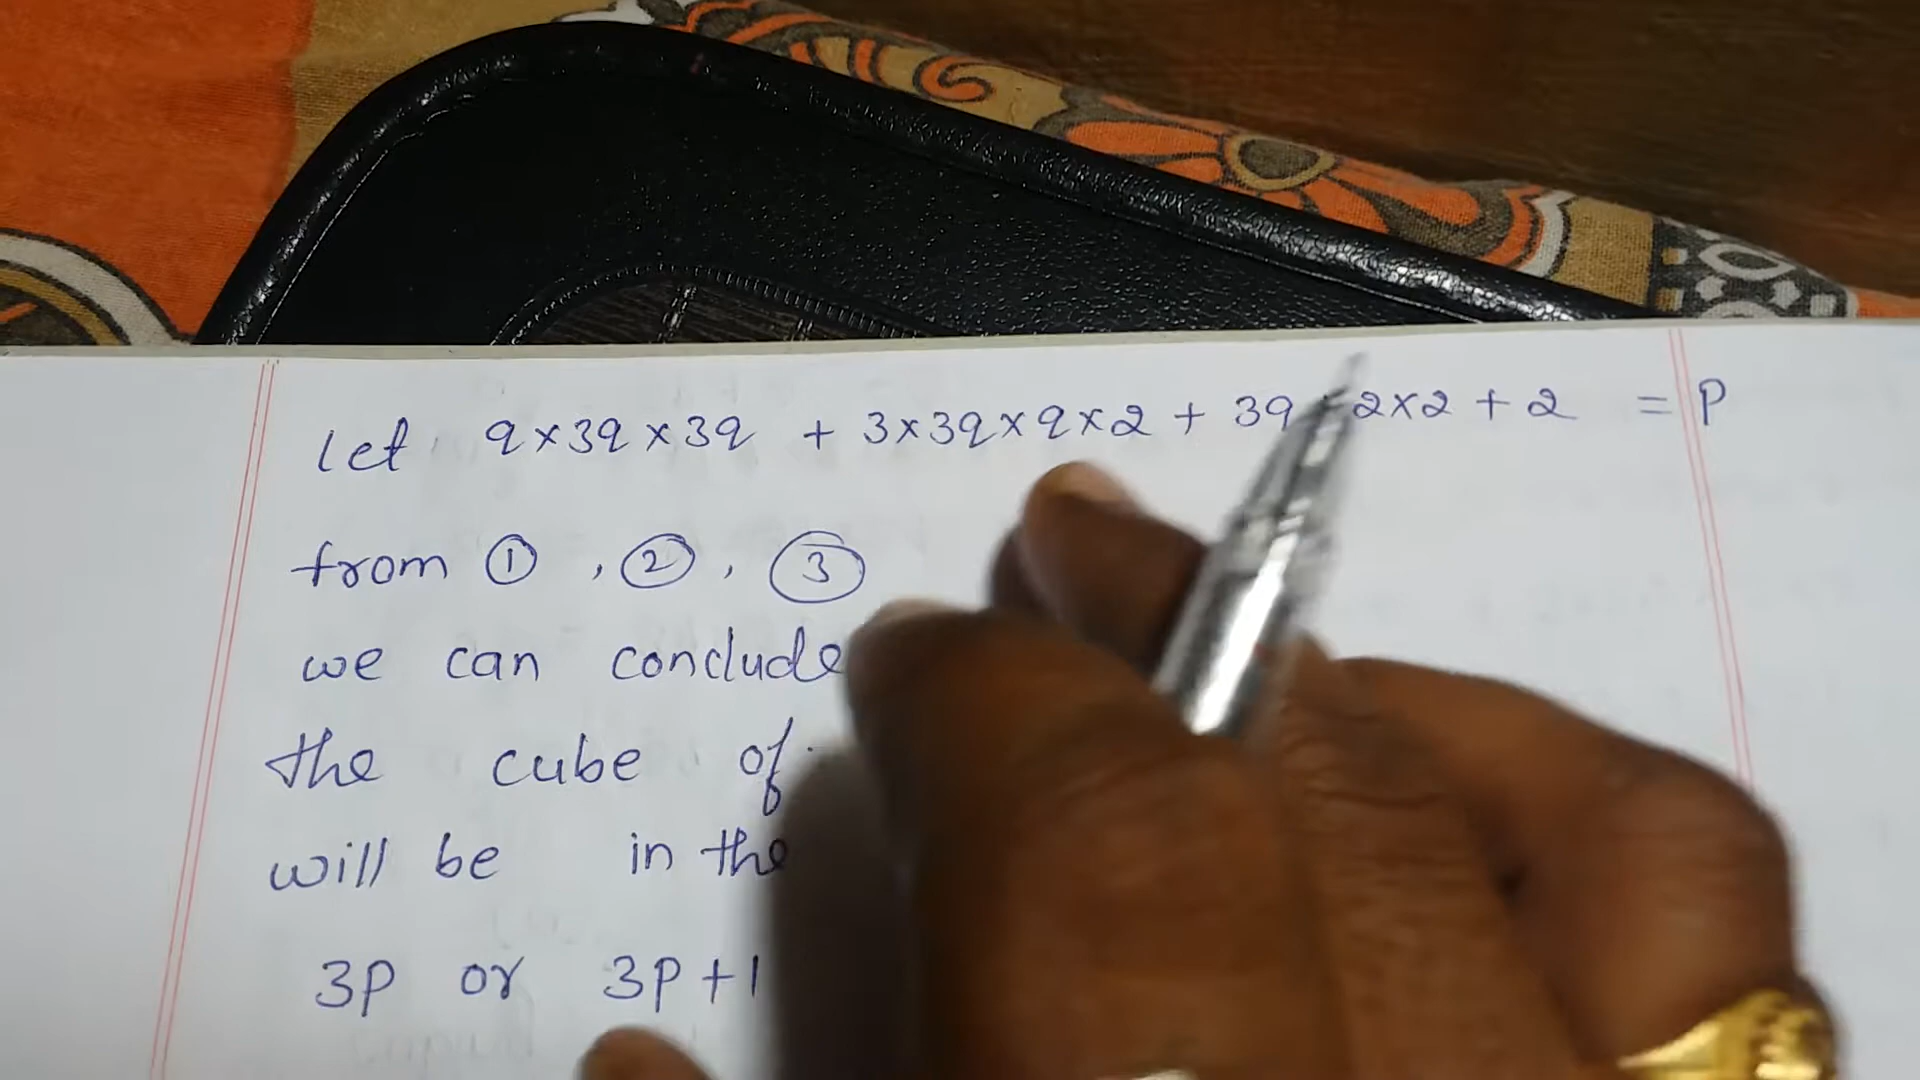 Let q×3q×3q + 3×3q×q×2 + 3q×2×2+2 = P
from ①, ②, ③
we can conclude
the cube of
will be in the
3P or 3P+1